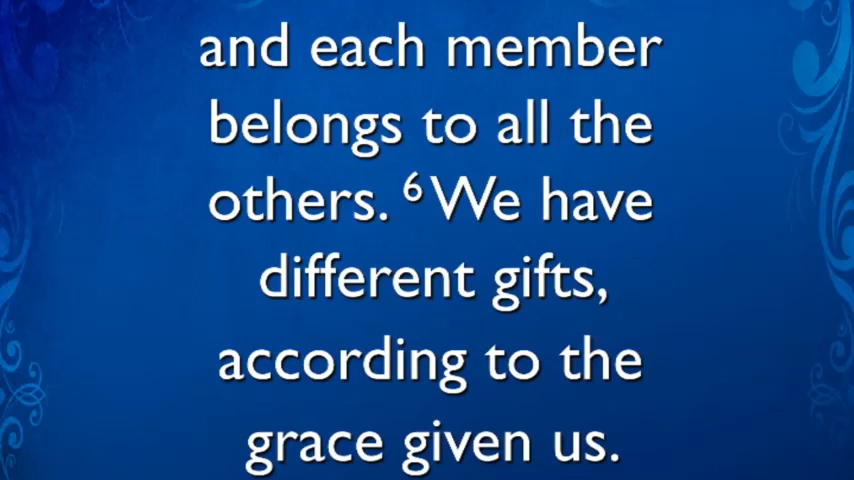 and each member
belongs to all the
others. ⁶ We have
different gifts,
according to the
grace given us.